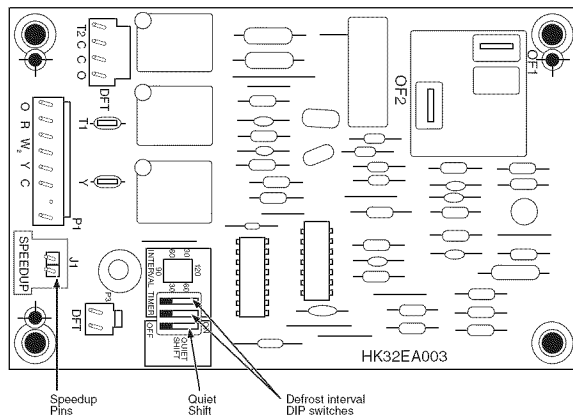 T2 C C O
DFT
T1
Y
O R W₂ Y C
P1
SPEEDUP
J1
P3
DFT
OF1
OF2
INTERVAL TIMER
60 30 120
90 30 60
OFF
ON
QUIET SHIFT
HK32EA003
Speedup
Pins
Quiet
Shift
Defrost interval
DIP switches